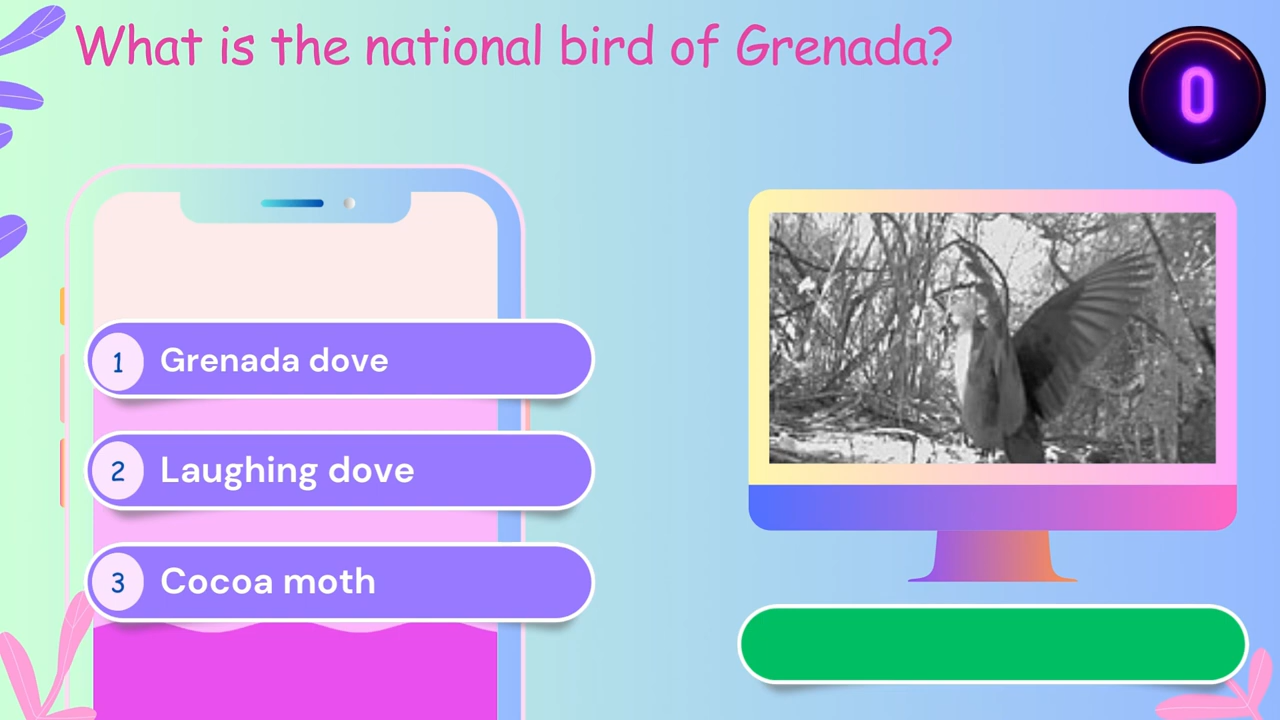 What is the national bird of Grenada?
0
1 Grenada dove
2 Laughing dove
3 Cocoa moth